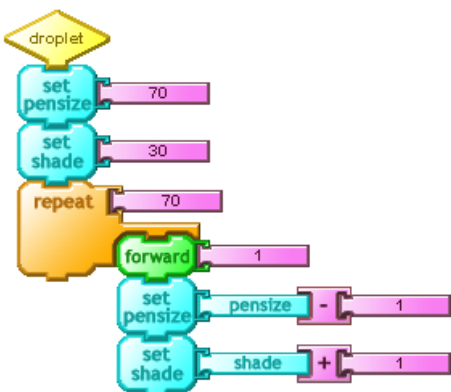 droplet
set pensize 70
set shade 30
repeat 70
forward 1
set pensize pensize - 1
set shade shade + 1